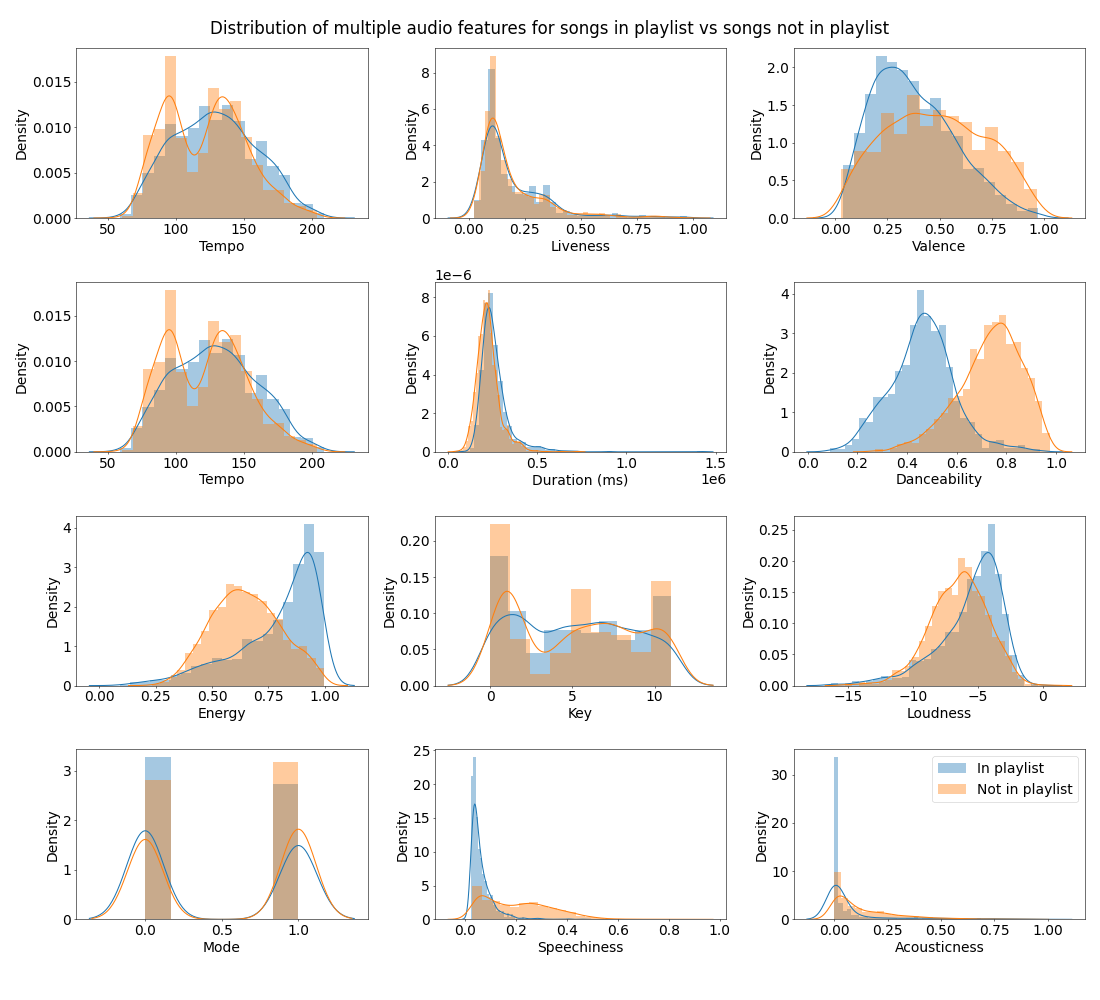 Distribution of multiple audio features for songs in playlist vs songs not in playlist
Density
0.015
0.010
0.005
0.000
50 100 150 200
Tempo
Density
8
6
4
2
0
0.00 0.25 0.50 0.75 1.00
Liveness
Density
2.0
1.5
1.0
0.5
0.0
0.00 0.25 0.50 0.75 1.00
Valence
Density
0.015
0.010
0.005
0.000
50 100 150 200
Tempo
1e−6
Density
8
6
4
2
0
0.0 0.5 1.0 1.5
Duration (ms) 1e6
Density
4
3
2
1
0
0.0 0.2 0.4 0.6 0.8 1.0
Danceability
Density
4
3
2
1
0
0.00 0.25 0.50 0.75 1.00
Energy
Density
0.20
0.15
0.10
0.05
0.00
0 5 10
Key
Density
0.25
0.20
0.15
0.10
0.05
0.00
−15 −10 −5 0
Loudness
Density
3
2
1
0
0.0 0.5 1.0
Mode
Density
25
20
15
10
5
0
0.0 0.2 0.4 0.6 0.8 1.0
Speechiness
Density
30
20
10
0
In playlist
Not in playlist
0.00 0.25 0.50 0.75 1.00
Acousticness